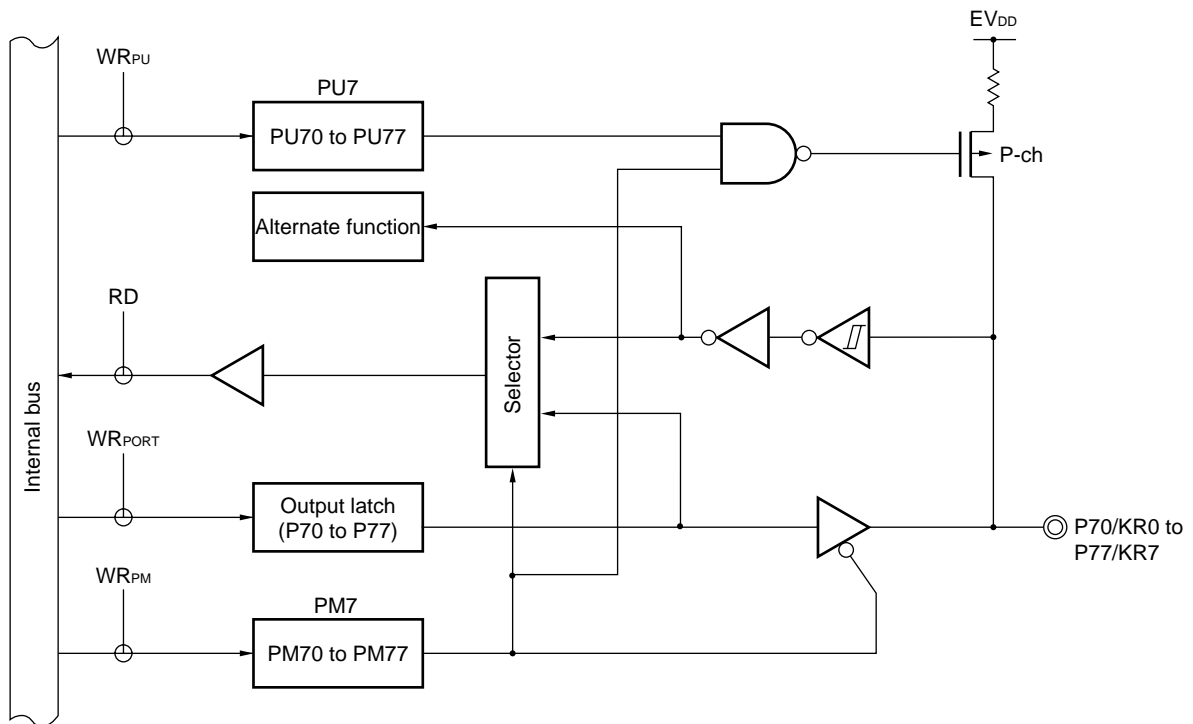 EVDD
WRPU
PU7
PU70 to PU77
P-ch
Alternate function
RD
Selector
Internal bus
WRPORT
Output latch
(P70 to P77)
P70/KR0 to
P77/KR7
WRPM
PM7
PM70 to PM77